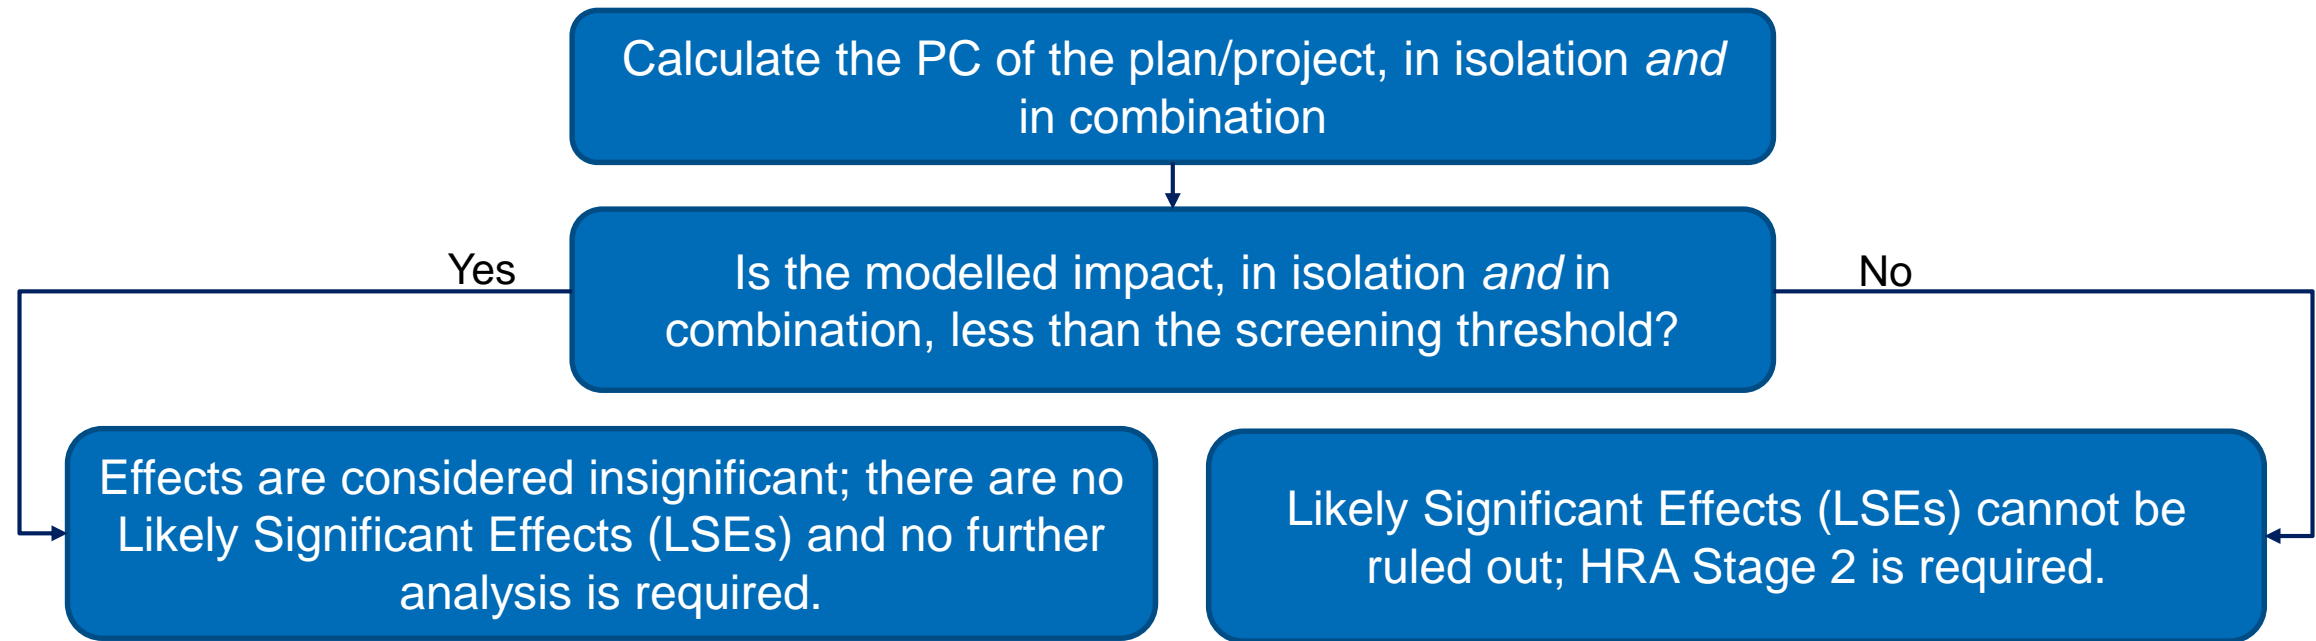 Calculate the PC of the plan/project, in isolation and
in combination
Yes
Is the modelled impact, in isolation and in
combination, less than the screening threshold?
No
Effects are considered insignificant; there are no
Likely Significant Effects (LSEs) and no further
analysis is required.
Likely Significant Effects (LSEs) cannot be
ruled out; HRA Stage 2 is required.